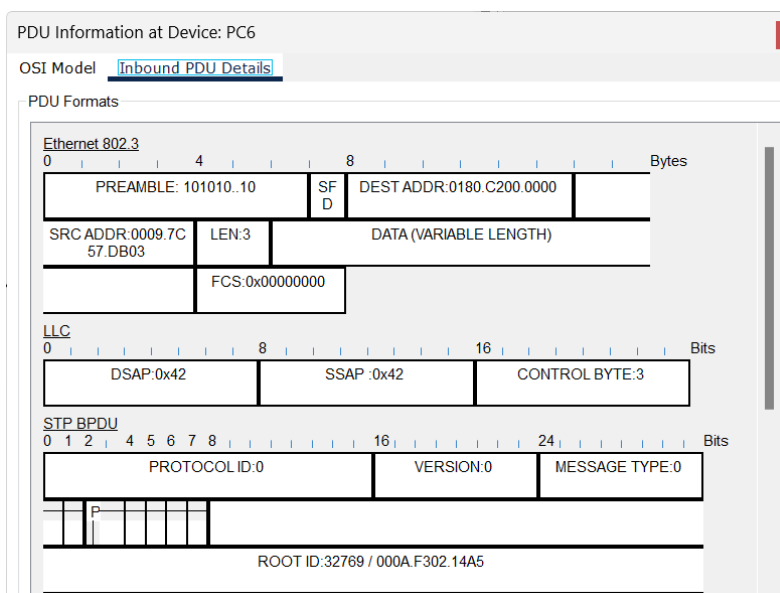 PDU Information at Device: PC6
OSI Model Inbound PDU Details
PDU Formats
Ethernet 802.3
0 4 8 Bytes
PREAMBLE: 101010..10 SF DEST ADDR:0180.C200.0000
D
SRC ADDR:0009.7C LEN:3 DATA (VARIABLE LENGTH)
57.DB03
FCS:0x00000000
LLC
0 8 16 Bits
DSAP:0x42 SSAP :0x42 CONTROL BYTE:3
STP BPDU
0 1 2 4 5 6 7 8 16 24 Bits
PROTOCOL ID:0 VERSION:0 MESSAGE TYPE:0
P
ROOT ID:32769 / 000A.F302.14A5